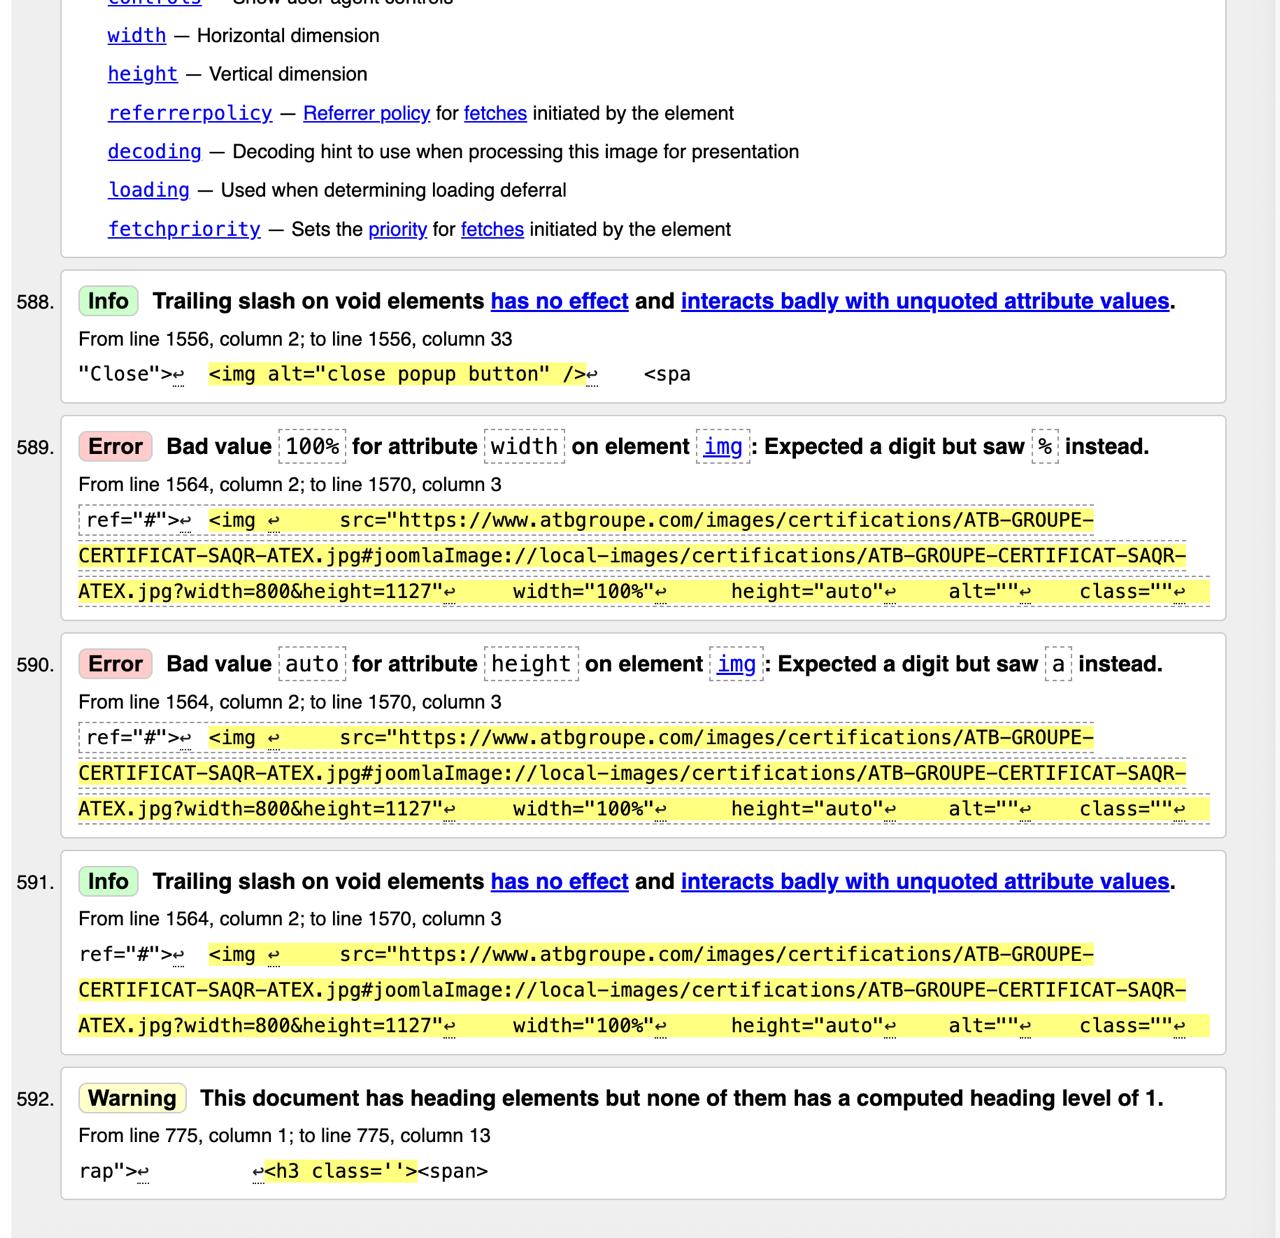 controls — Show user agent controls
width — Horizontal dimension
height — Vertical dimension
referrerpolicy — Referrer policy for fetches initiated by the element
decoding — Decoding hint to use when processing this image for presentation
loading — Used when determining loading deferral
fetchpriority — Sets the priority for fetches initiated by the element
588. Info Trailing slash on void elements has no effect and interacts badly with unquoted attribute values.
From line 1556, column 2; to line 1556, column 33
"Close">↩ <img alt="close popup button" />↩ <spa
589. Error Bad value 100% for attribute width on element img: Expected a digit but saw % instead.
From line 1564, column 2; to line 1570, column 3
ref="#">↩ <img ↩ src="https://www.atbgroupe.com/images/certifications/ATB-GROUPE-
CERTIFICAT-SAQR-ATEX.jpg#joomlaImage://local-images/certifications/ATB-GROUPE-CERTIFICAT-SAQR-
ATEX.jpg?width=800&height=1127"↩ width="100%"↩ height="auto"↩ alt=""↩ class=""↩
590. Error Bad value auto for attribute height on element img: Expected a digit but saw a instead.
From line 1564, column 2; to line 1570, column 3
ref="#">↩ <img ↩ src="https://www.atbgroupe.com/images/certifications/ATB-GROUPE-
CERTIFICAT-SAQR-ATEX.jpg#joomlaImage://local-images/certifications/ATB-GROUPE-CERTIFICAT-SAQR-
ATEX.jpg?width=800&height=1127"↩ width="100%"↩ height="auto"↩ alt=""↩ class=""↩
591. Info Trailing slash on void elements has no effect and interacts badly with unquoted attribute values.
From line 1564, column 2; to line 1570, column 3
ref="#">↩ <img ↩ src="https://www.atbgroupe.com/images/certifications/ATB-GROUPE-
CERTIFICAT-SAQR-ATEX.jpg#joomlaImage://local-images/certifications/ATB-GROUPE-CERTIFICAT-SAQR-
ATEX.jpg?width=800&height=1127"↩ width="100%"↩ height="auto"↩ alt=""↩ class=""↩
592. Warning This document has heading elements but none of them has a computed heading level of 1.
From line 775, column 1; to line 775, column 13
rap">↩ ↩<h3 class=''><span>